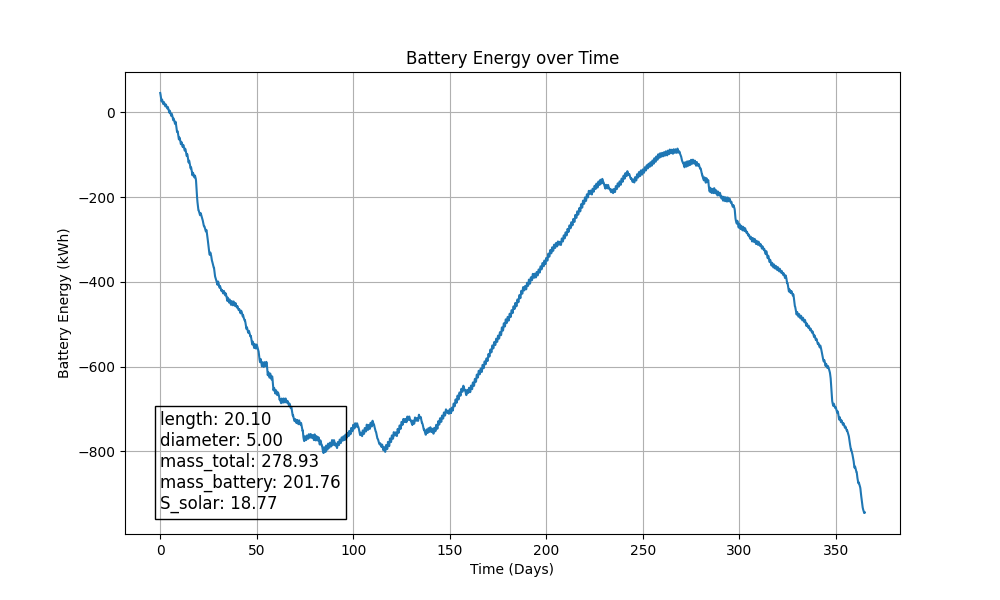 Battery Energy over Time
Battery Energy (kWh)
0
−200
−400
−600
−800
length: 20.10
diameter: 5.00
mass_total: 278.93
mass_battery: 201.76
S_solar: 18.77
0 50 100 150 200 250 300 350
Time (Days)